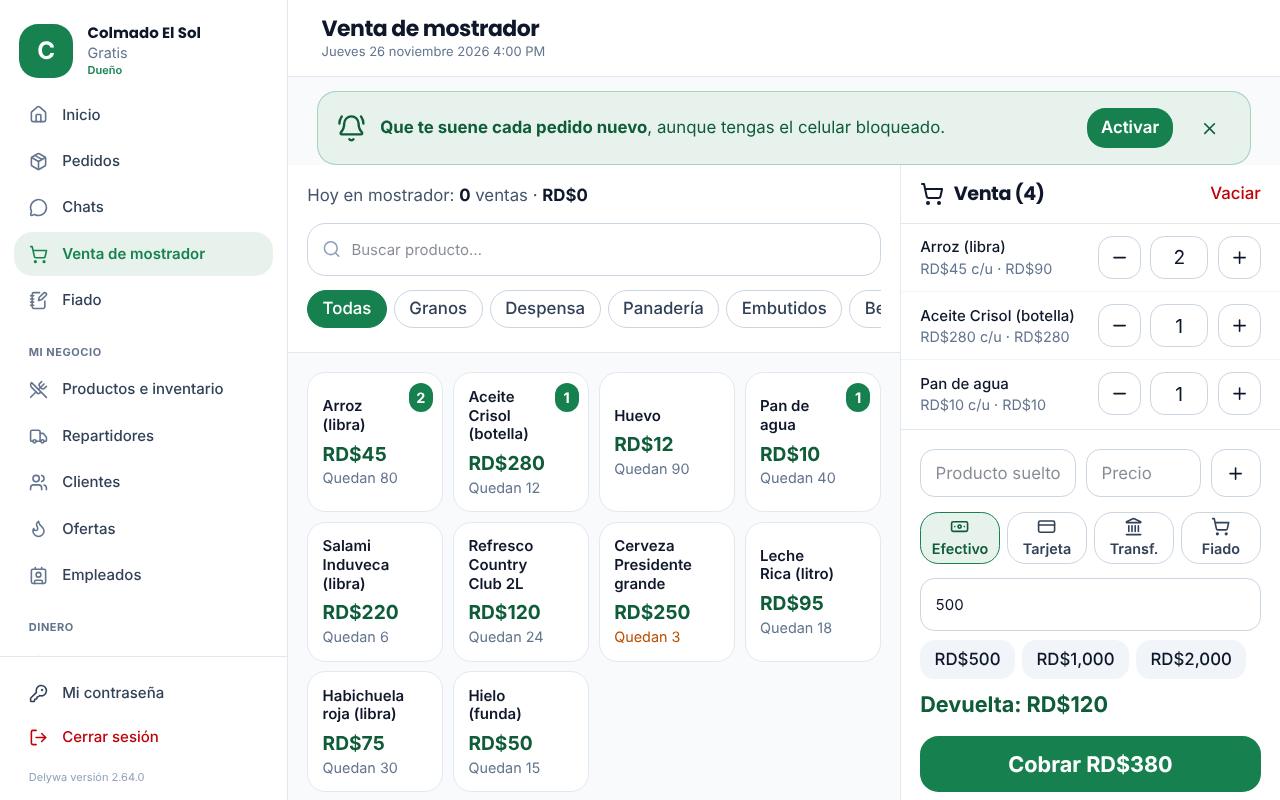 C
Colmado El Sol
Gratis
Dueño
Inicio
Pedidos
Chats
Venta de mostrador
Fiado
MI NEGOCIO
Productos e inventario
Repartidores
Clientes
Ofertas
Empleados
DINERO
Mi contraseña
Cerrar sesión
Delywa versión 2.64.0
Venta de mostrador
Jueves 26 noviembre 2026 4:00 PM
Que te suene cada pedido nuevo, aunque tengas el celular bloqueado.
Activar
Hoy en mostrador: 0 ventas · RD$0
Buscar producto...
Todas Granos Despensa Panadería Embutidos Be
Arroz
(libra)
2
RD$45
Quedan 80
Aceite
Crisol
(botella)
1
RD$280
Quedan 12
Huevo
RD$12
Quedan 90
Pan de
agua
1
RD$10
Quedan 40
Salami
Induveca
(libra)
RD$220
Quedan 6
Refresco
Country
Club 2L
RD$120
Quedan 24
Cerveza
Presidente
grande
RD$250
Quedan 3
Leche
Rica (litro)
RD$95
Quedan 18
Habichuela
roja (libra)
RD$75
Quedan 30
Hielo
(funda)
RD$50
Quedan 15
Venta (4)
Vaciar
Arroz (libra)
RD$45 c/u · RD$90
− 2 +
Aceite Crisol (botella)
RD$280 c/u · RD$280
− 1 +
Pan de agua
RD$10 c/u · RD$10
− 1 +
Producto suelto Precio +
Efectivo Tarjeta Transf. Fiado
500
RD$500 RD$1,000 RD$2,000
Devuelta: RD$120
Cobrar RD$380